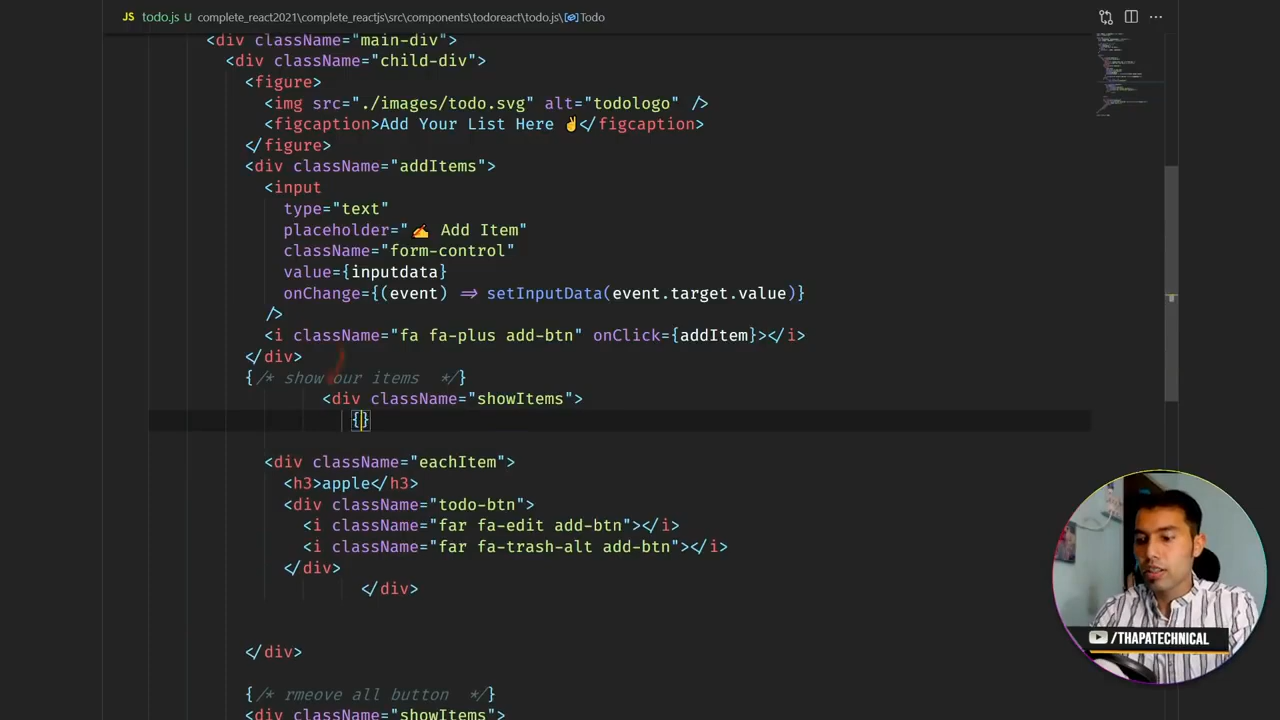 JS todo.js U complete_react2021\complete_reactjs\src\components\todoreact\todo.js\Todo
<div className="main-div">
<div className="child-div">
<figure>
<img src="./images/todo.svg" alt="todologo" />
<figcaption>Add Your List Here ✌</figcaption>
</figure>
<div className="addItems">
<input
type="text"
placeholder="✍ Add Item"
className="form-control"
value={inputdata}
onChange={(event) => setInputData(event.target.value)}
/>
<i className="fa fa-plus add-btn" onClick={addItem}></i>
</div>
{/* show our items  */}
<div className="showItems">
{}
<div className="eachItem">
<h3>apple</h3>
<div className="todo-btn">
<i className="far fa-edit add-btn"></i>
<i className="far fa-trash-alt add-btn"></i>
</div>
</div>
</div>
{/* rmeove all button  */}
<div className="showItems">
/THAPATECHNICAL